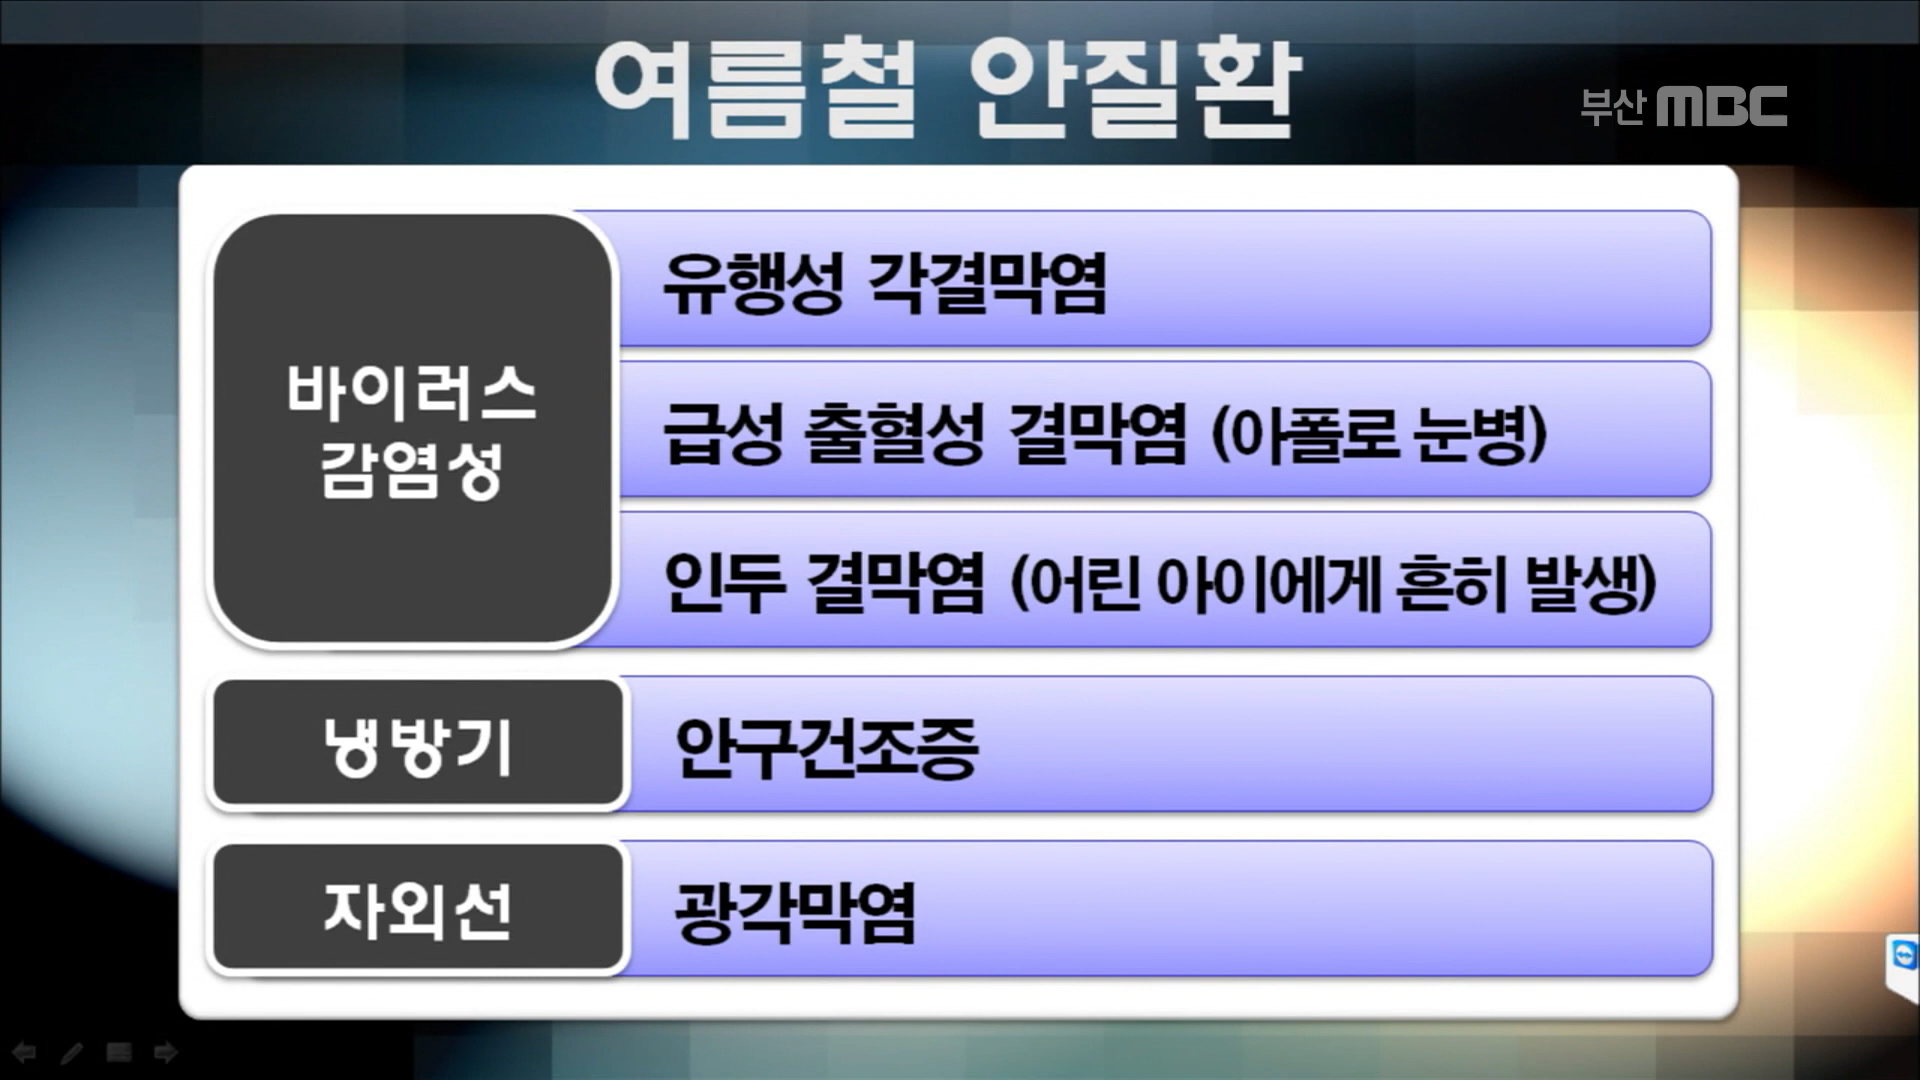 여름철 안질환
부산 MBC
바이러스
감염성
유행성 각결막염
급성 출혈성 결막염 (아폴로 눈병)
인두 결막염 (어린 아이에게 흔히 발생)
냉방기
안구건조증
자외선
광각막염